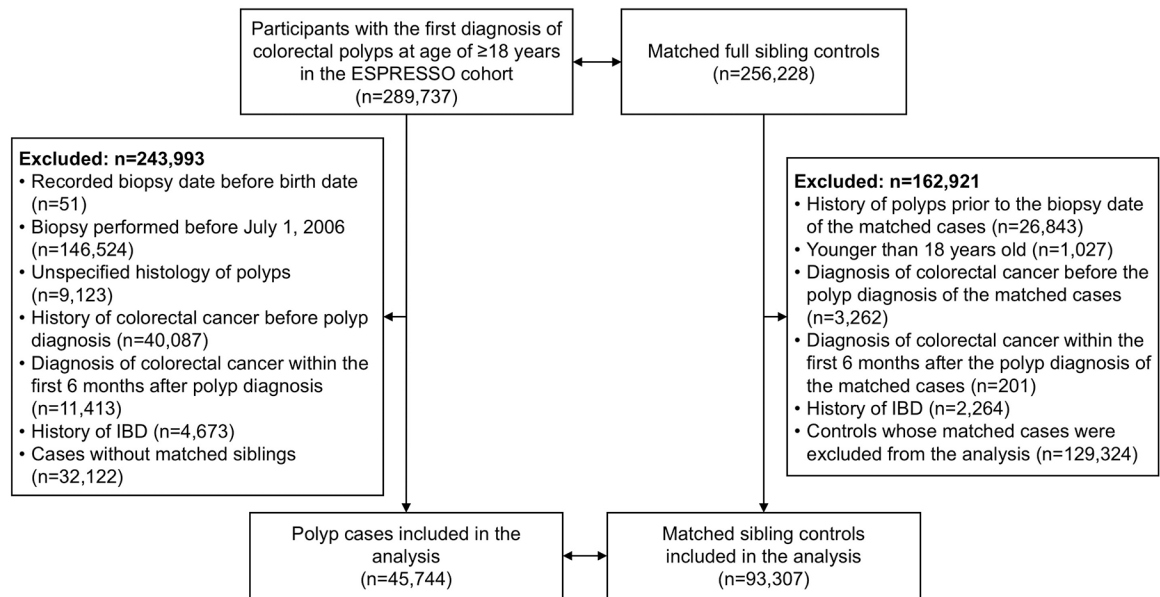 Participants with the first diagnosis of
colorectal polyps at age of ≥18 years
in the ESPRESSO cohort
(n=289,737)
Matched full sibling controls
(n=256,228)
Excluded: n=243,993
• Recorded biopsy date before birth date
(n=51)
• Biopsy performed before July 1, 2006
(n=146,524)
• Unspecified histology of polyps
(n=9,123)
• History of colorectal cancer before polyp
diagnosis (n=40,087)
• Diagnosis of colorectal cancer within the
first 6 months after polyp diagnosis
(n=11,413)
• History of IBD (n=4,673)
• Cases without matched siblings
(n=32,122)
Excluded: n=162,921
• History of polyps prior to the biopsy date
of the matched cases (n=26,843)
• Younger than 18 years old (n=1,027)
• Diagnosis of colorectal cancer before the
polyp diagnosis of the matched cases
(n=3,262)
• Diagnosis of colorectal cancer within the
first 6 months after the polyp diagnosis of
the matched cases (n=201)
• History of IBD (n=2,264)
• Controls whose matched cases were
excluded from the analysis (n=129,324)
Polyp cases included in the
analysis
(n=45,744)
Matched sibling controls
included in the analysis
(n=93,307)